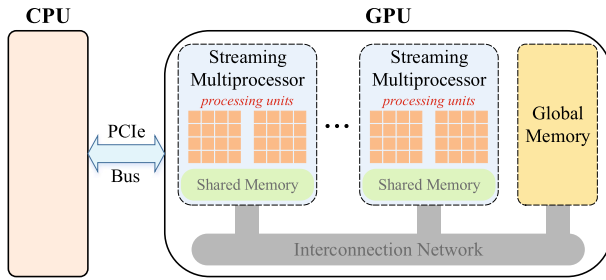 CPU
GPU
Streaming
Multiprocessor
processing units
Shared Memory
...
Streaming
Multiprocessor
processing units
Shared Memory
Global
Memory
PCIe
Bus
Interconnection Network